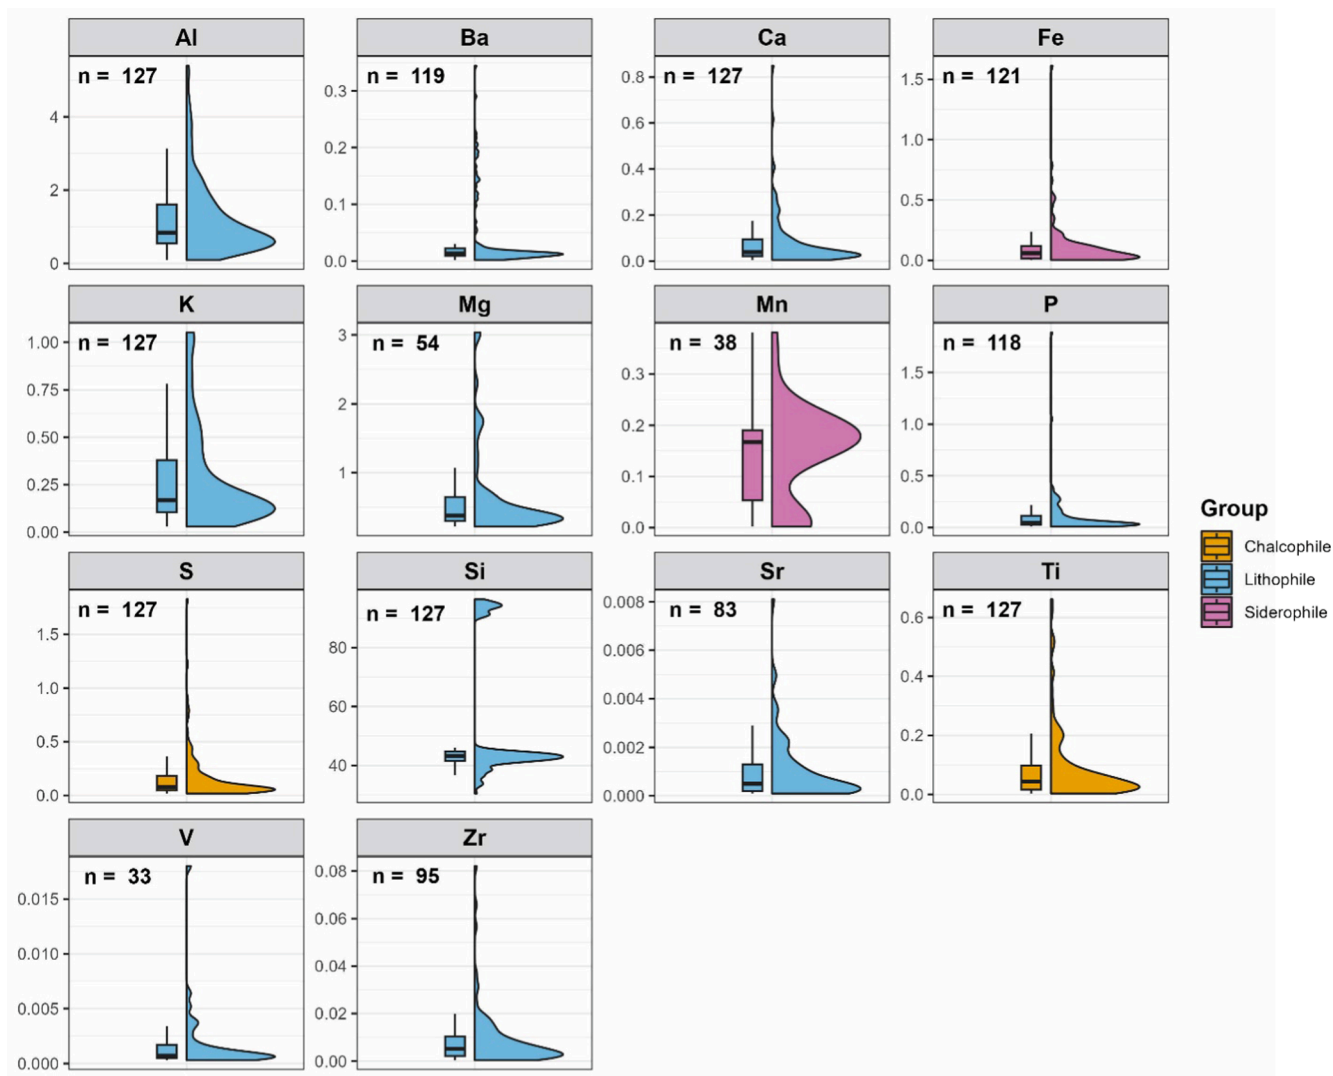 Al
n = 127
4
2
0
Ba
n = 119
0.3
0.2
0.1
0.0
Ca
n = 127
0.8
0.6
0.4
0.2
0.0
Fe
n = 121
1.5
1.0
0.5
0.0
K
n = 127
1.00
0.75
0.50
0.25
0.00
Mg
n = 54
3
2
1
Mn
n = 38
0.3
0.2
0.1
0.0
P
n = 118
1.5
1.0
0.5
0.0
S
n = 127
1.5
1.0
0.5
0.0
Si
n = 127
80
60
40
Sr
n = 83
0.008
0.006
0.004
0.002
0.000
Ti
n = 127
0.6
0.4
0.2
0.0
V
n = 33
0.015
0.010
0.005
0.000
Zr
n = 95
0.08
0.06
0.04
0.02
0.00
Group
Chalcophile
Lithophile
Siderophile